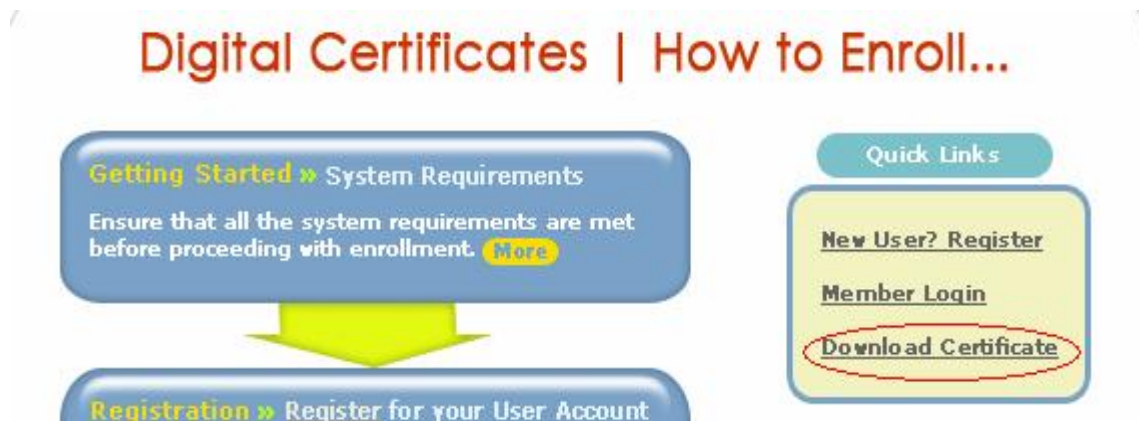 Digital Certificates | How to Enroll...
Getting Started » System Requirements
Ensure that all the system requirements are met
before proceeding with enrollment. More
Registration » Register for your User Account
Quick Links
New User? Register
Member Login
Download Certificate